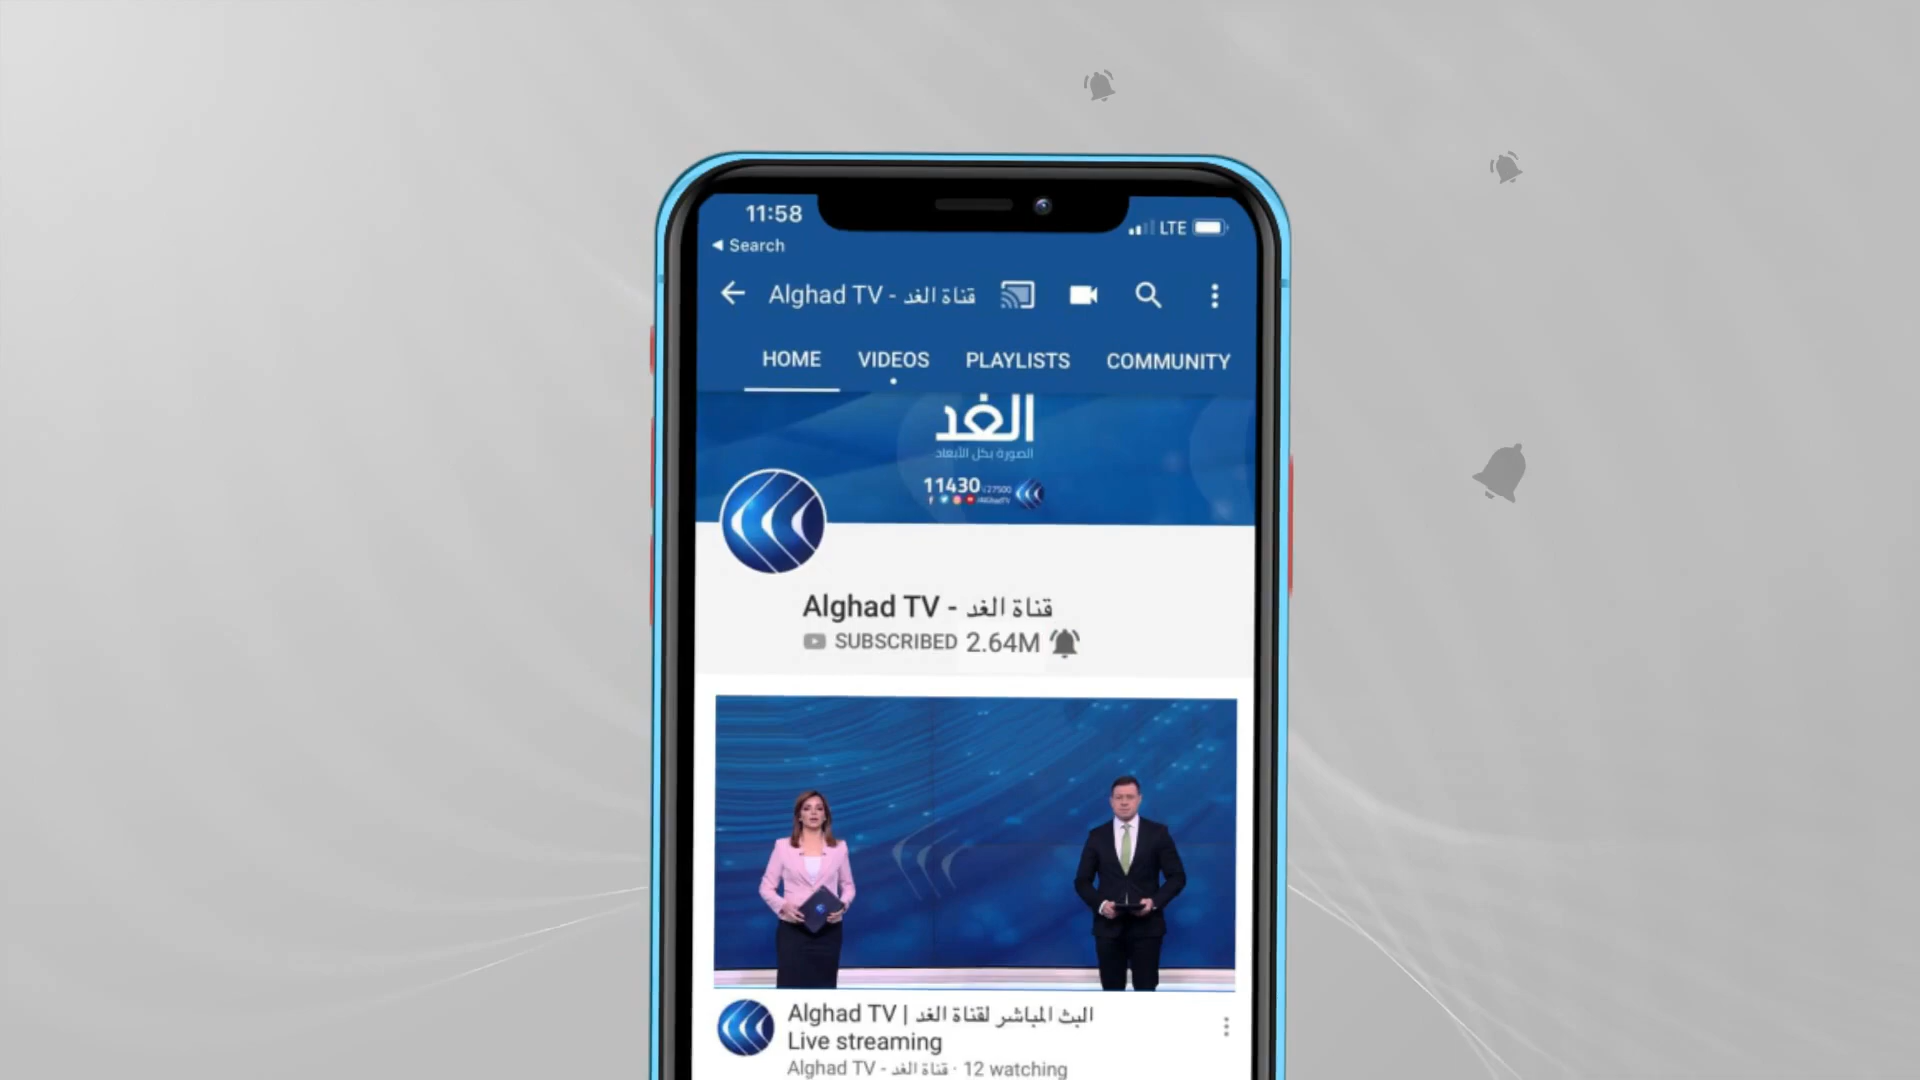 11:58
LTE
Search
Alghad TV - قناة الغد
HOME VIDEOS PLAYLISTS COMMUNITY
الغد
الصورة بكل الأبعاد
11430 27500
Alghad TV - قناة الغد
SUBSCRIBED 2.64M
Alghad TV | البث المباشر لقناة الغد
Live streaming
Alghad TV - قناة الغد · 12 watching